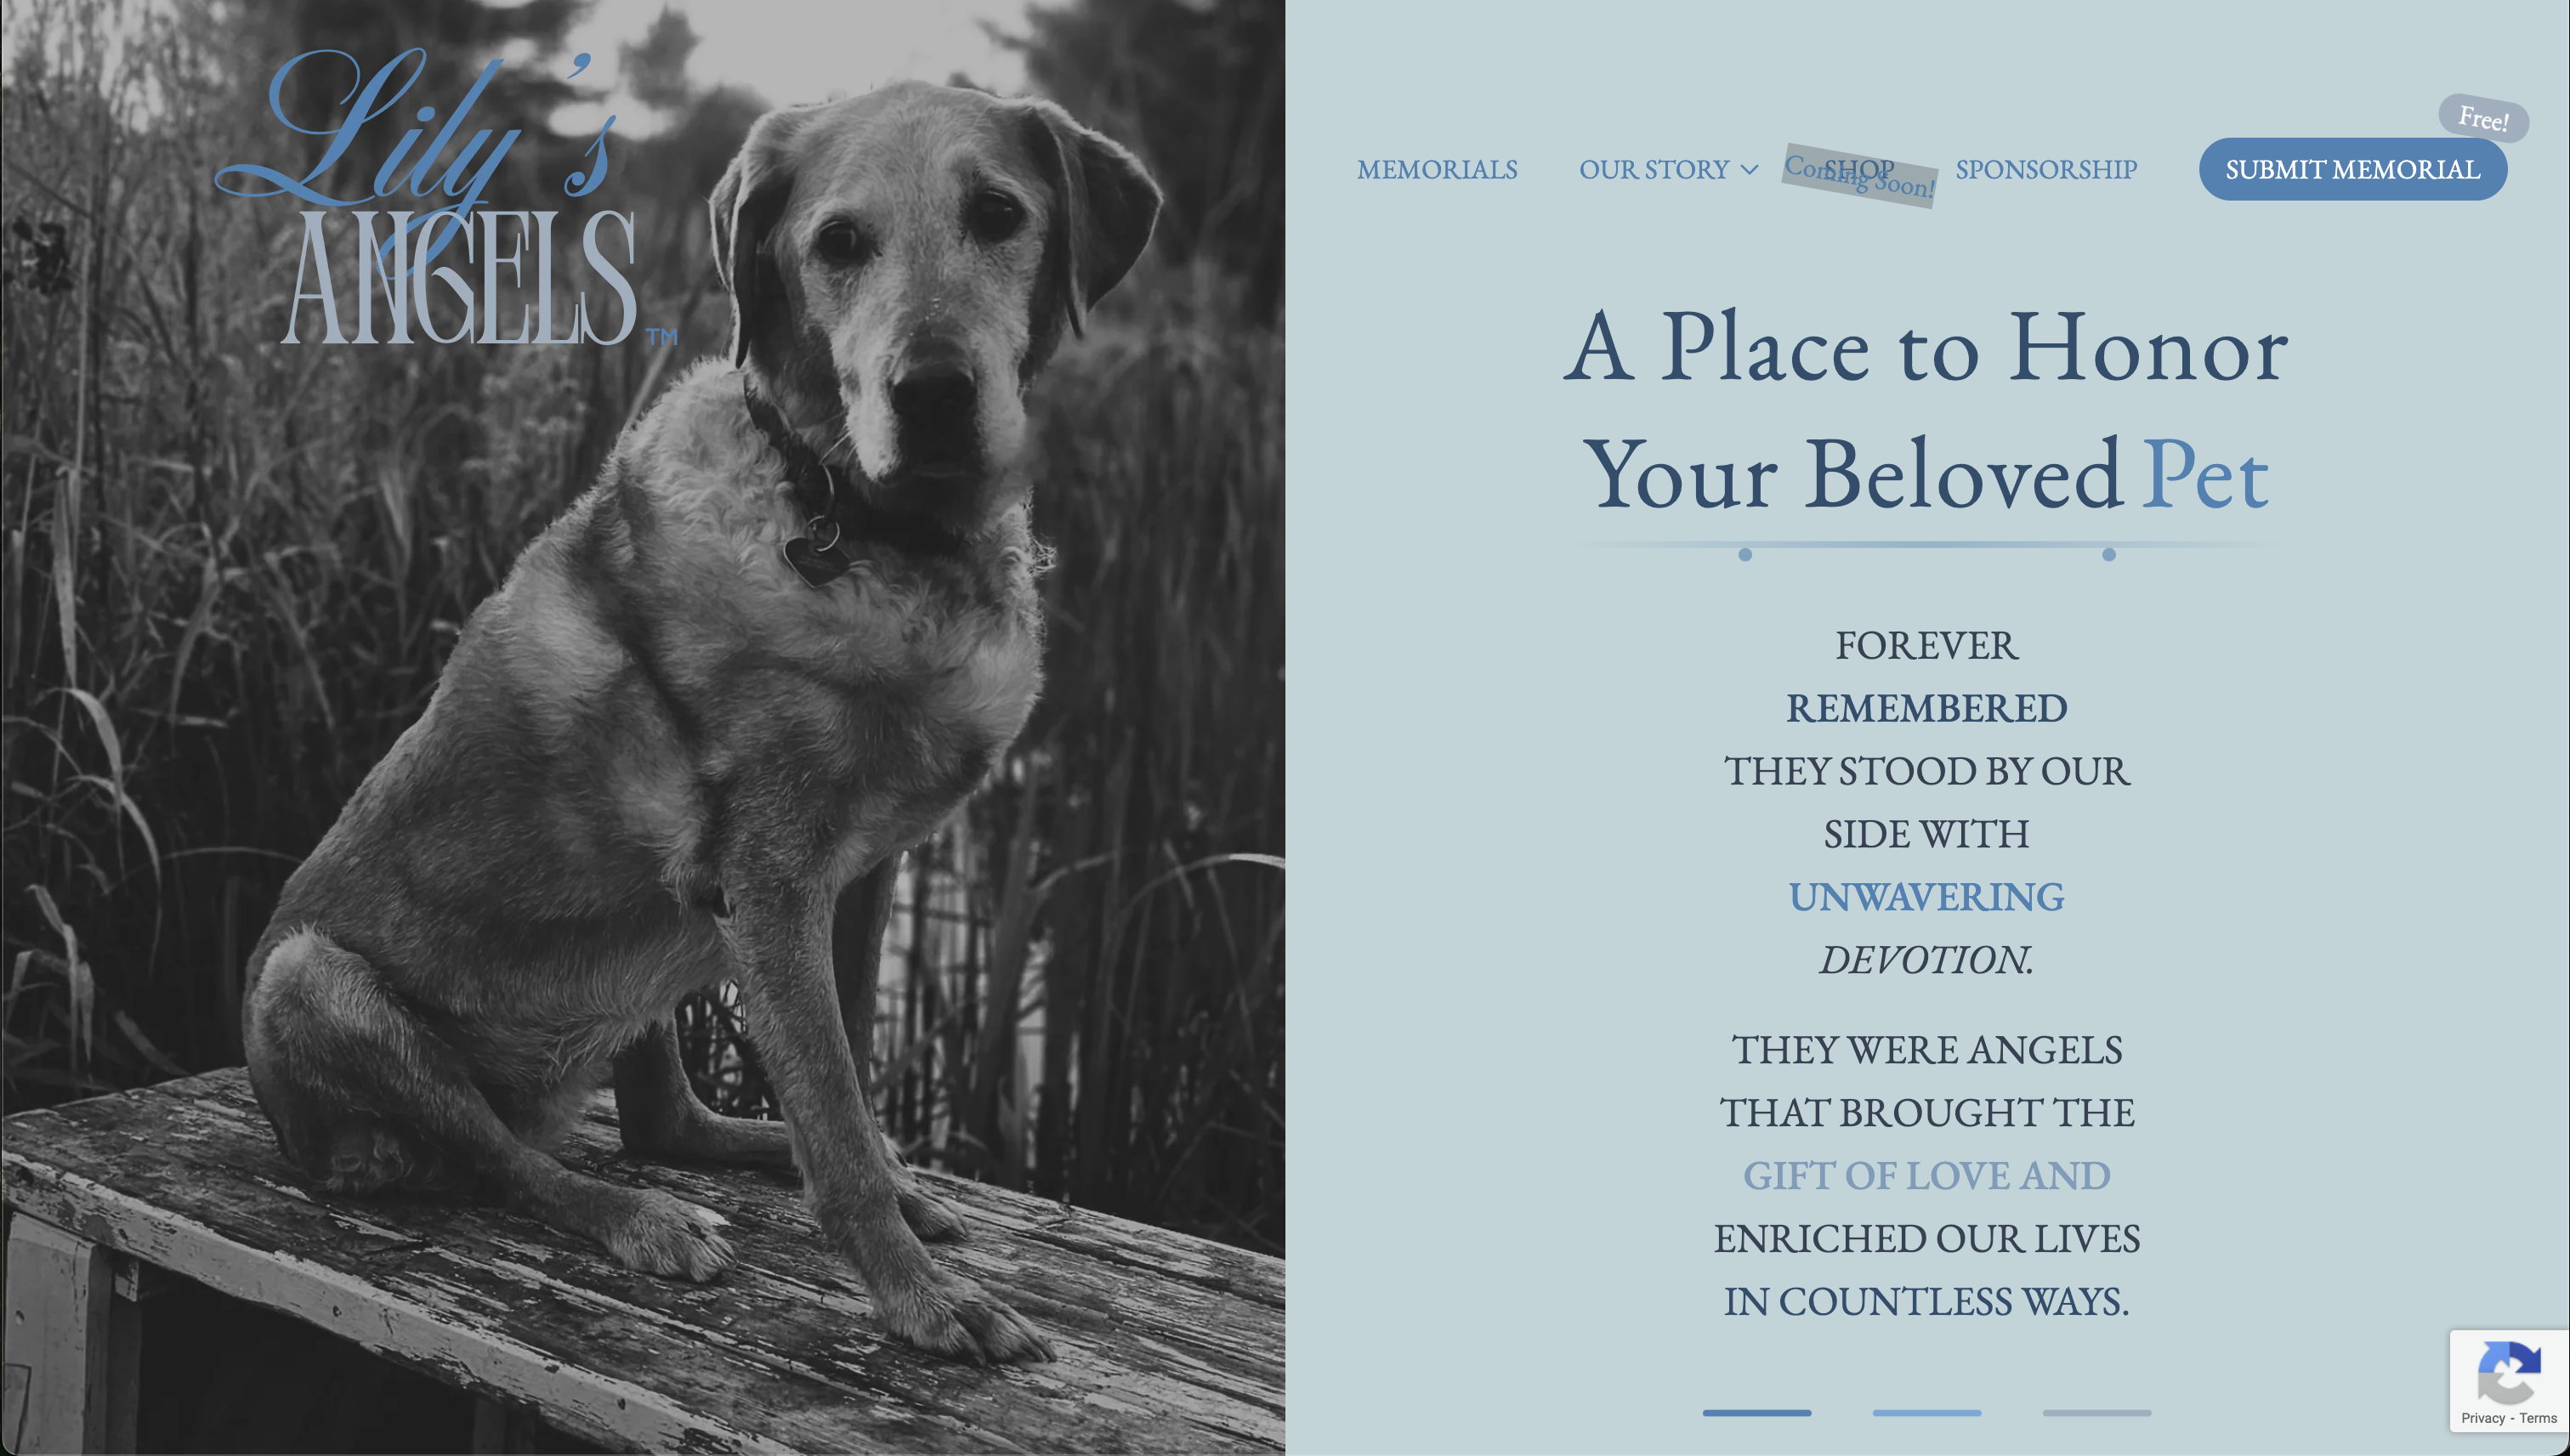 Lily's
ANGELS TM
Free!
MEMORIALS OUR STORY SHOP SPONSORSHIP SUBMIT MEMORIAL
Coming Soon!
A Place to Honor
Your Beloved Pet
FOREVER
REMEMBERED
THEY STOOD BY OUR
SIDE WITH
UNWAVERING
DEVOTION.
THEY WERE ANGELS
THAT BROUGHT THE
GIFT OF LOVE AND
ENRICHED OUR LIVES
IN COUNTLESS WAYS.
Privacy - Terms